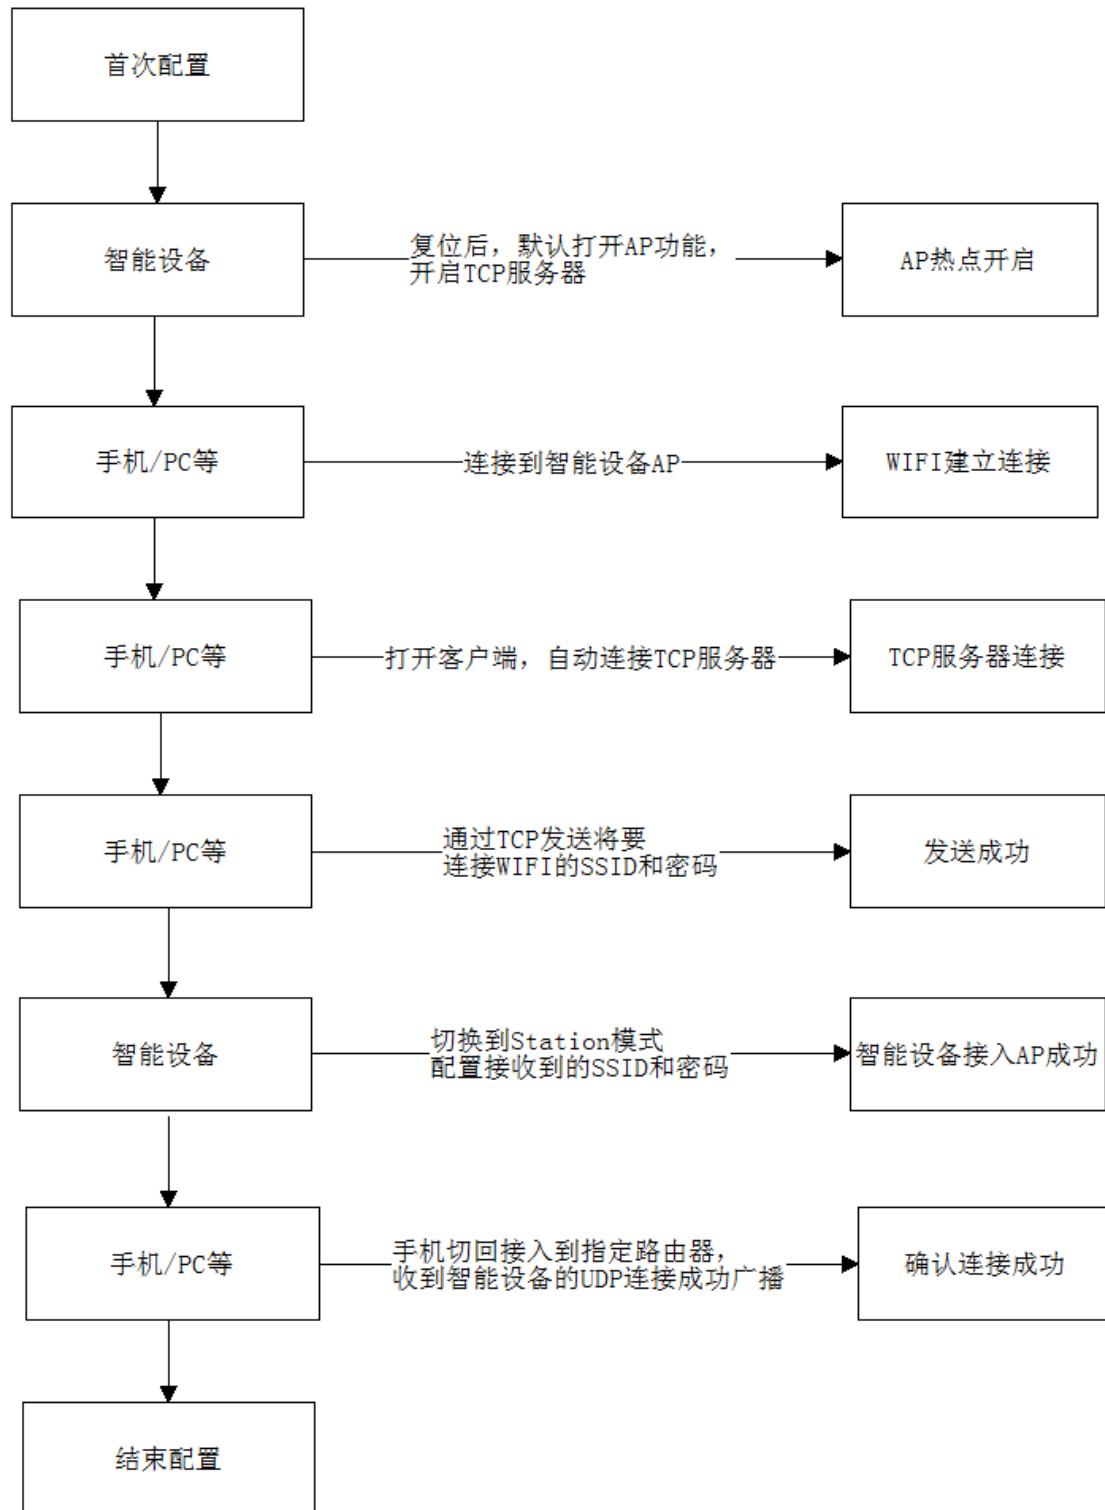 首次配置
智能设备
复位后，默认打开AP功能，
开启TCP服务器
AP热点开启
手机/PC等
连接到智能设备AP
WIFI建立连接
手机/PC等
打开客户端，自动连接TCP服务器
TCP服务器连接
手机/PC等
通过TCP发送将要
连接WIFI的SSID和密码
发送成功
智能设备
切换到Station模式
配置接收到的SSID和密码
智能设备接入AP成功
手机/PC等
手机切回接入到指定路由器，
收到智能设备的UDP连接成功广播
确认连接成功
结束配置